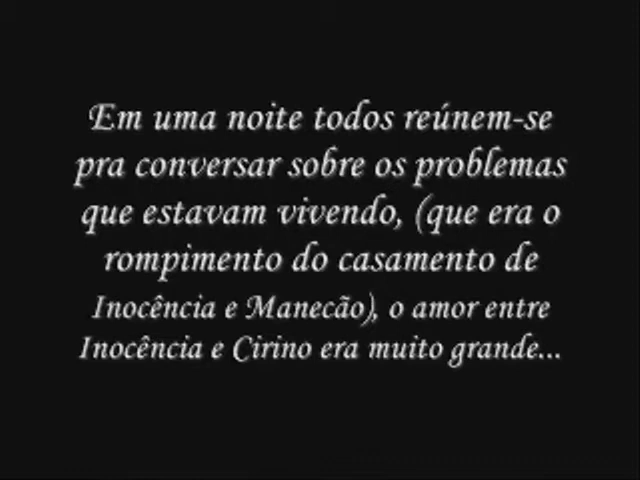 Em uma noite todos reúnem-se
pra conversar sobre os problemas
que estavam vivendo, (que era o
rompimento do casamento de
Inocência e Manecão), o amor entre
Inocência e Cirino era muito grande...